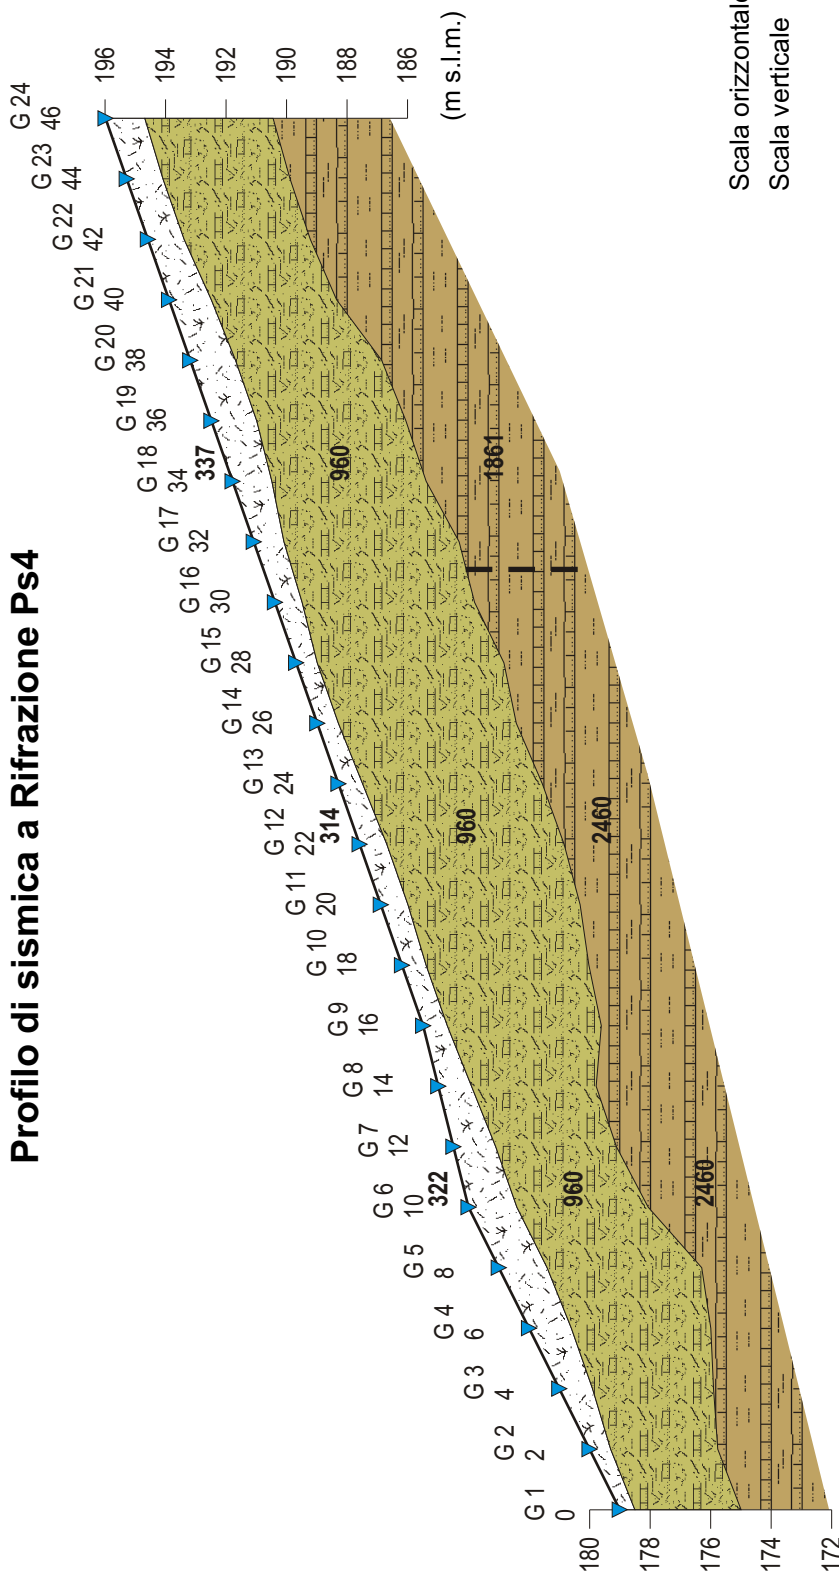 Profilo di sismica a Rifrazione Ps4
G 1
0
G 2
2
G 3
4
G 4
6
G 5
8
G 6
10
G 7
12
G 8
14
G 9
16
G 10
18
G 11
20
G 12
22
G 13
24
G 14
26
G 15
28
G 16
30
G 17
32
G 18
34
G 19
36
G 20
38
G 21
40
G 22
42
G 23
44
G 24
46
322
314
337
960
960
960
2460
2460
1861
180
178
176
174
172
196
194
192
190
188
186
(m s.l.m.)
Scala orizzontale
Scala verticale